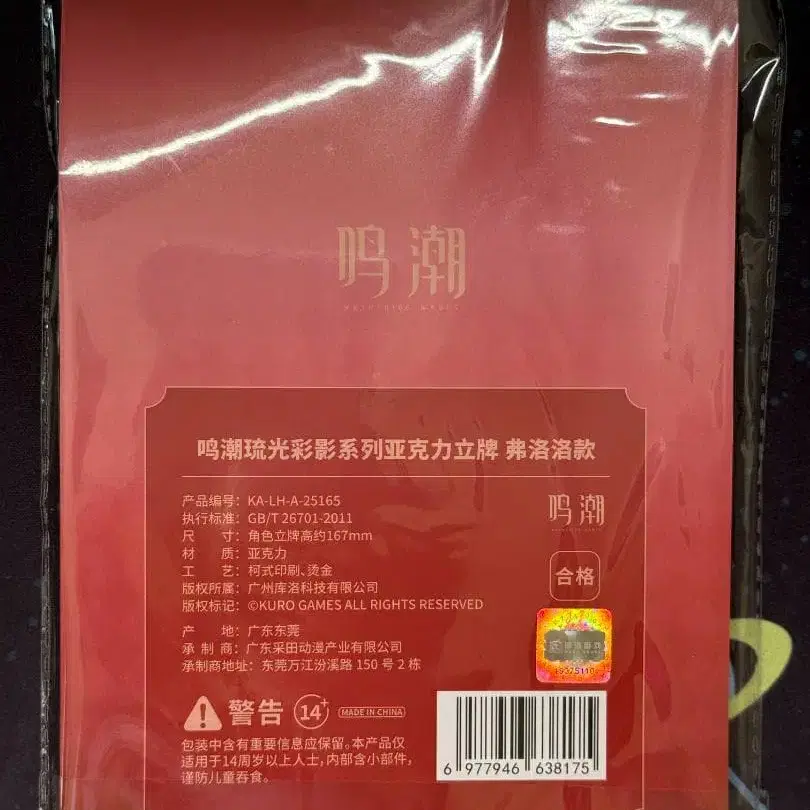 鸣潮
WUTHERING WAVES
鸣潮琉光彩影系列亚克力立牌 弗洛洛款
产品编号：KA-LH-A-25165
执行标准：GB/T 26701-2011
尺 寸：角色立牌高约167mm
材 质：亚克力
工 艺：柯式印刷、烫金
版权所属：广州库洛科技有限公司
版权标记：©KURO GAMES ALL RIGHTS RESERVED
鸣潮
合格
产 地：广东东莞
承 制 商：广东采田动漫产业有限公司
承制商地址：东莞万江汾溪路 150 号 2 栋
警告 14+ MADE IN CHINA
包装中含有重要信息应保留。本产品仅
适用于14周岁以上人士，内部含小部件，
谨防儿童吞食。
6 977946 638175